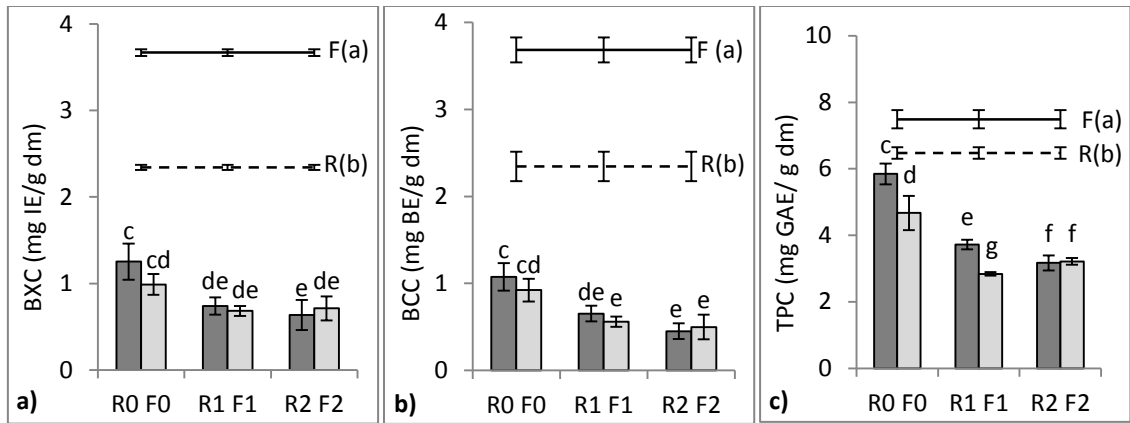 BXC (mg IE/g dm)
4
3
2
1
0
F(a)
R(b)
c
cd
de de
e
de
R0 F0
R1 F1
R2 F2
a)
BCC (mg BE/g dm)
4
3
2
1
0
F (a)
R(b)
c
cd
de
e
e
e
R0 F0
R1 F1
R2 F2
b)
TPC (mg GAE/ g dm)
10
8
6
4
2
0
F(a)
R(b)
c
d
e
g
f f
R0 F0
R1 F1
R2 F2
c)